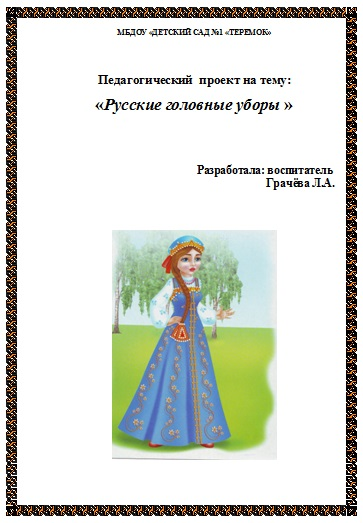 МБДОУ «ДЕТСКИЙ САД №1 «ТЕРЕМОК»
Педагогический проект на тему:
«Русские головные уборы »
Разработала: воспитатель
Грачёва Л.А.